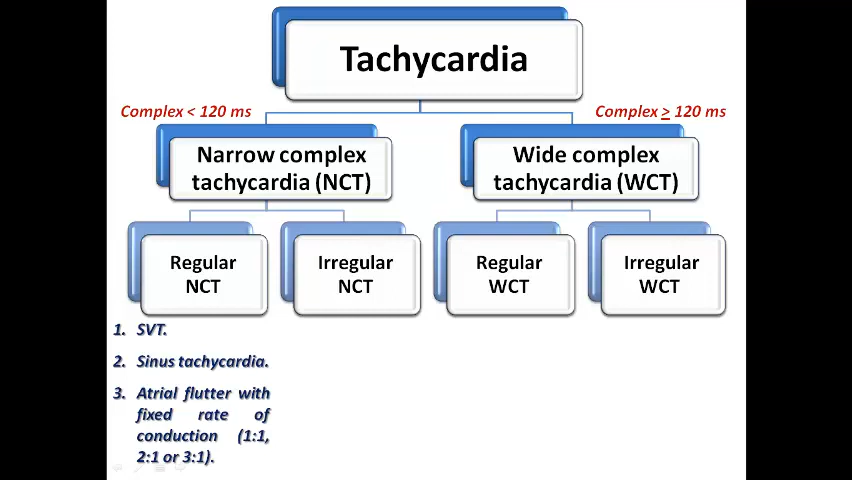 Tachycardia
Complex < 120 ms
Complex ≥ 120 ms
Narrow complex
tachycardia (NCT)
Wide complex
tachycardia (WCT)
Regular
NCT
Irregular
NCT
Regular
WCT
Irregular
WCT
1. SVT.
2. Sinus tachycardia.
3. Atrial flutter with
fixed rate of
conduction (1:1,
2:1 or 3:1).